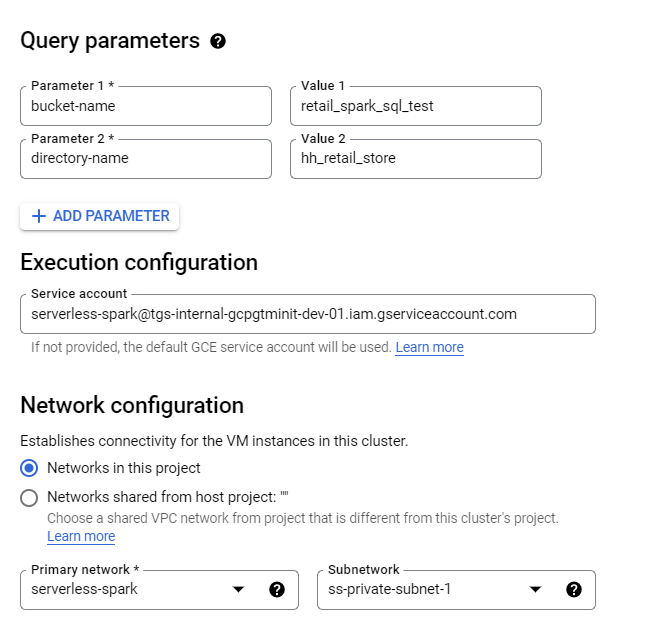 Query parameters
Parameter 1 * Value 1
bucket-name retail_spark_sql_test
Parameter 2 * Value 2
directory-name hh_retail_store
+ ADD PARAMETER
Execution configuration
Service account
serverless-spark@tgs-internal-gcpgtminit-dev-01.iam.gserviceaccount.com
If not provided, the default GCE service account will be used. Learn more
Network configuration
Establishes connectivity for the VM instances in this cluster.
Networks in this project
Networks shared from host project: ""
Choose a shared VPC network from project that is different from this cluster's project.
Learn more
Primary network * Subnetwork
serverless-spark ss-private-subnet-1